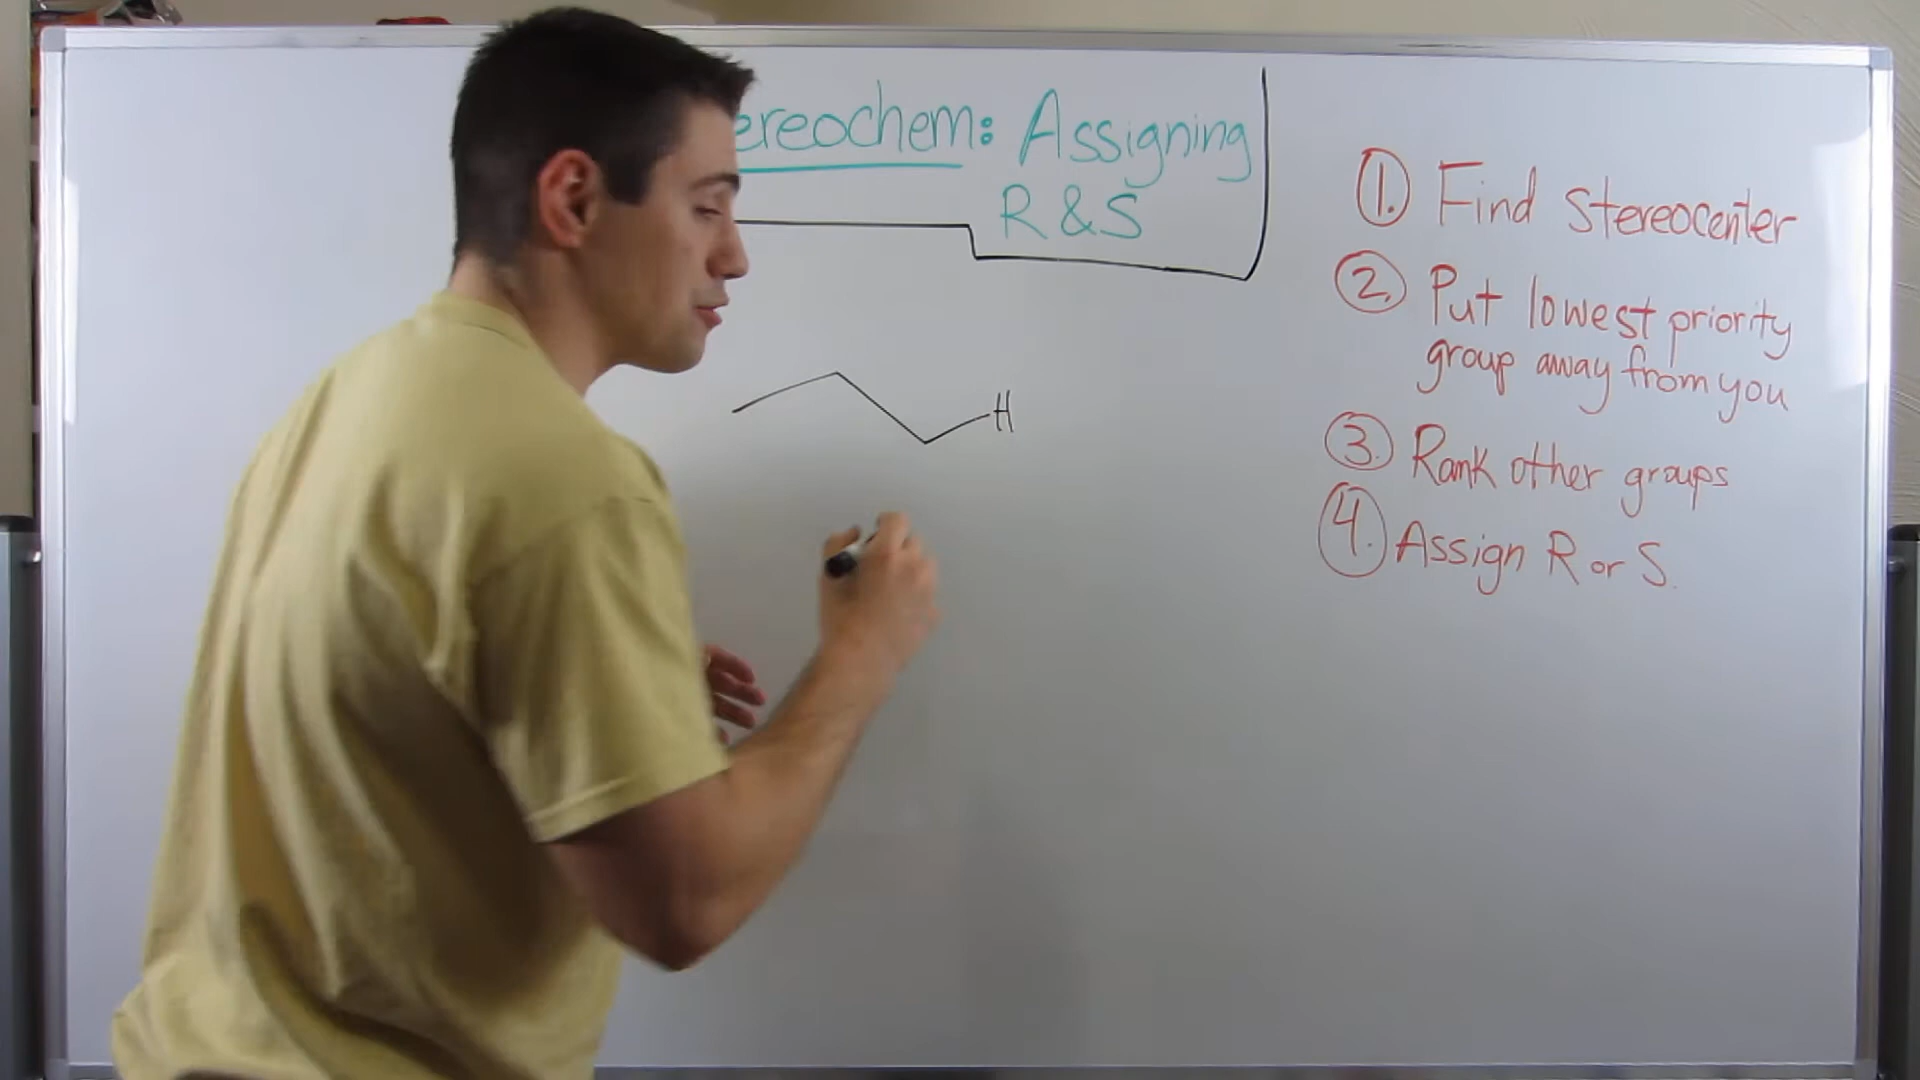 ereochem: Assigning
R & S
H
1. Find Stereocenter
2. Put lowest priority
group away from you
3. Rank other groups
4. Assign R or S.